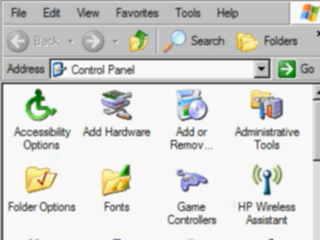 File Edit View Favorites Tools Help
Back Search Folders
Address Control Panel Go
Accessibility Options Add Hardware Add or Remov... Administrative Tools
Folder Options Fonts Game Controllers HP Wireless Assistant